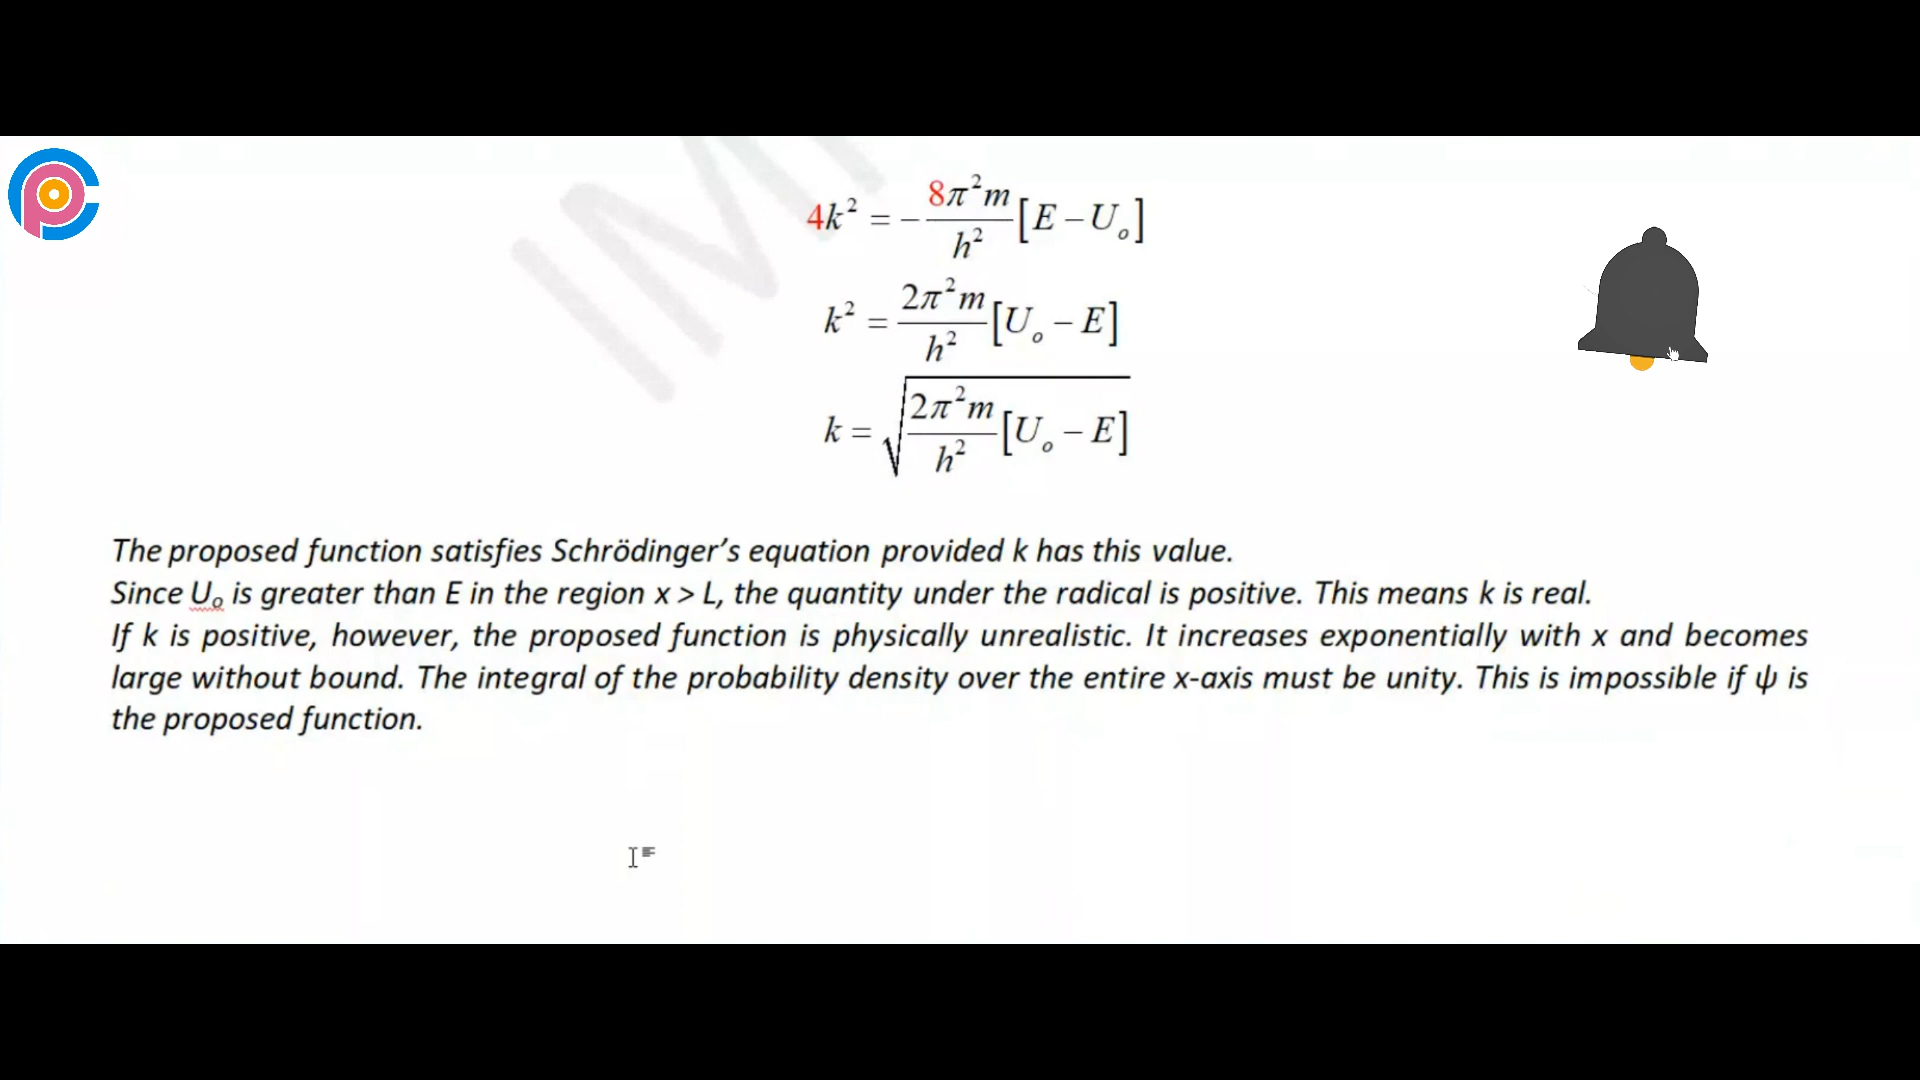 IM
4k² = −8π²m/h² [E − Uₒ]
k² = 2π²m/h² [Uₒ − E]
k = √(2π²m/h² [Uₒ − E])
The proposed function satisfies Schrödinger’s equation provided k has this value.
Since Uₒ is greater than E in the region x > L, the quantity under the radical is positive. This means k is real.
If k is positive, however, the proposed function is physically unrealistic. It increases exponentially with x and becomes
large without bound. The integral of the probability density over the entire x-axis must be unity. This is impossible if ψ is
the proposed function.